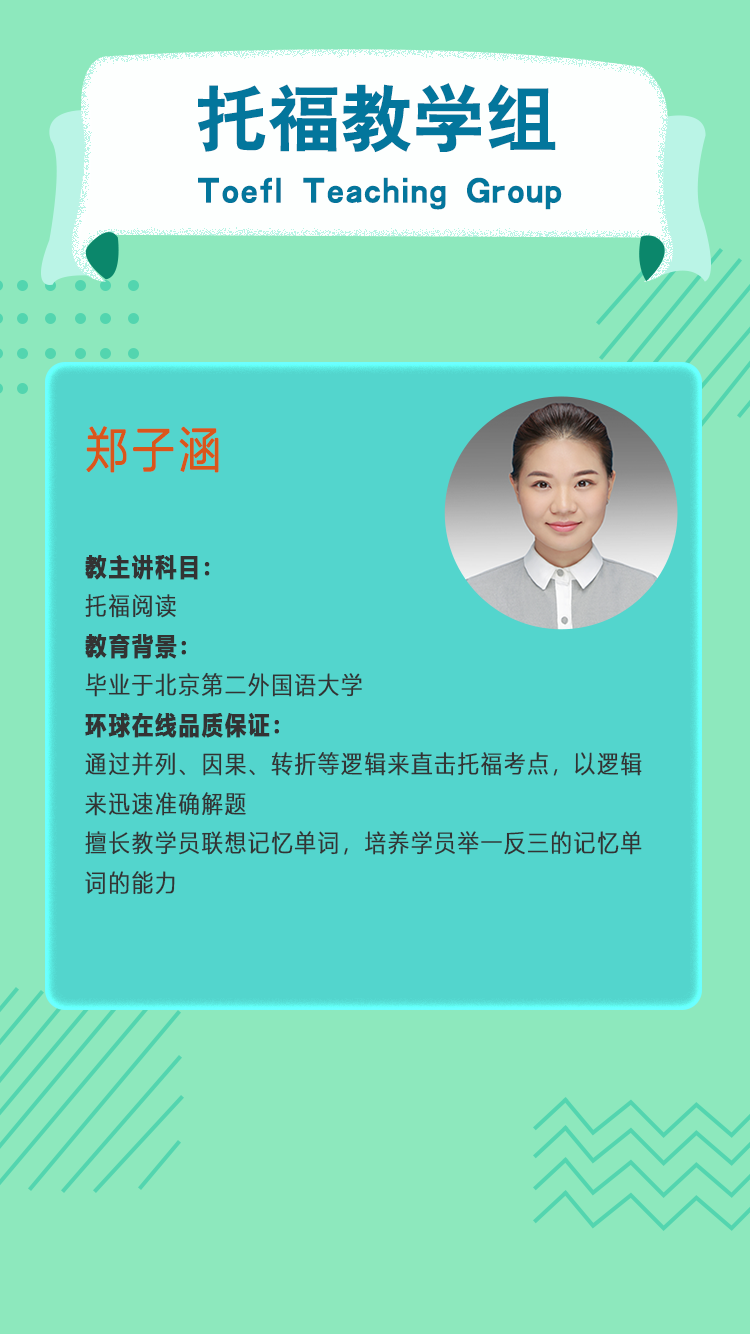 托福教学组
Toefl Teaching Group
郑子涵
教主讲科目：
托福阅读
教育背景：
毕业于北京第二外国语大学
环球在线品质保证：
通过并列、因果、转折等逻辑来直击托福考点，以逻辑
来迅速准确解题
擅长教学员联想记忆单词，培养学员举一反三的记忆单
词的能力